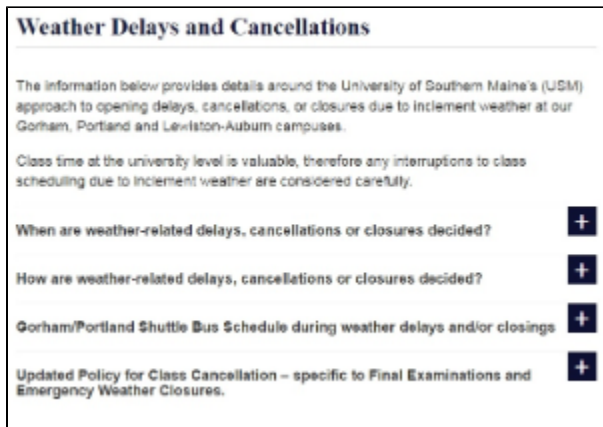 Weather Delays and Cancellations
The information below provides details around the University of Southern Maine's (USM)
approach to opening delays, cancellations, or closures due to inclement weather at our
Gorham, Portland and Lewiston-Auburn campuses.
Class time at the university level is valuable, therefore any interruptions to class
scheduling due to inclement weather are considered carefully.
When are weather-related delays, cancellations or closures decided?
How are weather-related delays, cancellations or closures decided?
Gorham/Portland Shuttle Bus Schedule during weather delays and/or closings
Updated Policy for Class Cancellation – specific to Final Examinations and
Emergency Weather Closures.